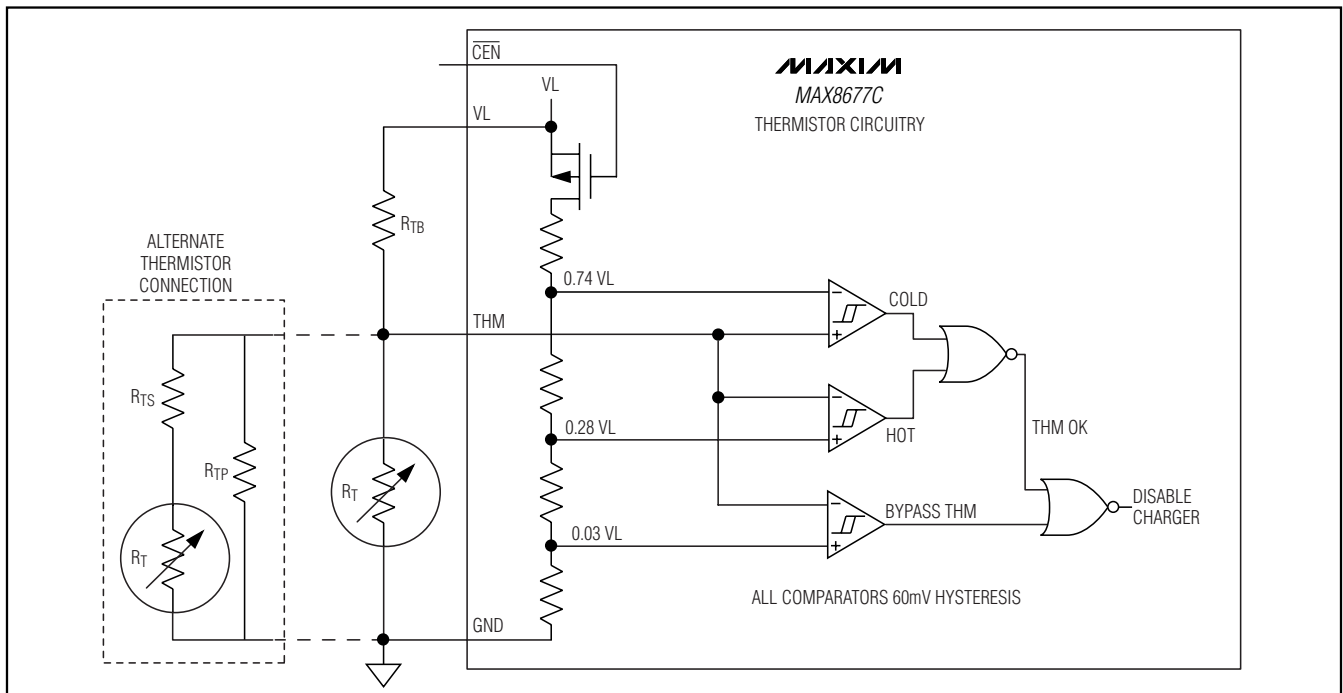 C̅E̅N̅
MAXIM
MAX8677C
THERMISTOR CIRCUITRY
VL
VL
RTB
ALTERNATE
THERMISTOR
CONNECTION
0.74 VL
COLD
THM
RTS
RTP
RT
RT
0.28 VL
HOT
THM OK
BYPASS THM
DISABLE
CHARGER
0.03 VL
ALL COMPARATORS 60mV HYSTERESIS
GND